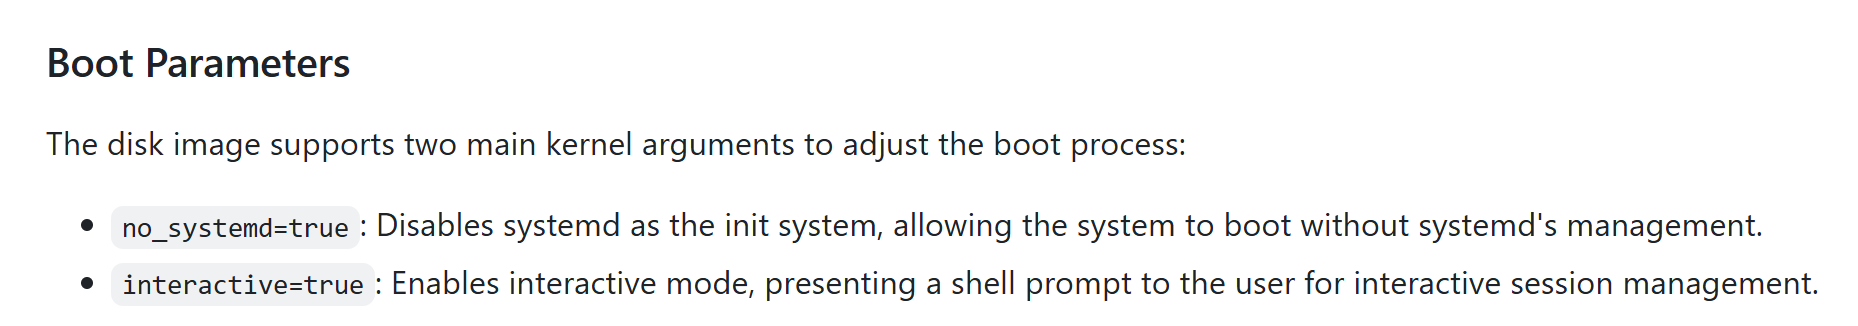 Boot Parameters
The disk image supports two main kernel arguments to adjust the boot process:
• no_systemd=true: Disables systemd as the init system, allowing the system to boot without systemd's management.
• interactive=true: Enables interactive mode, presenting a shell prompt to the user for interactive session management.